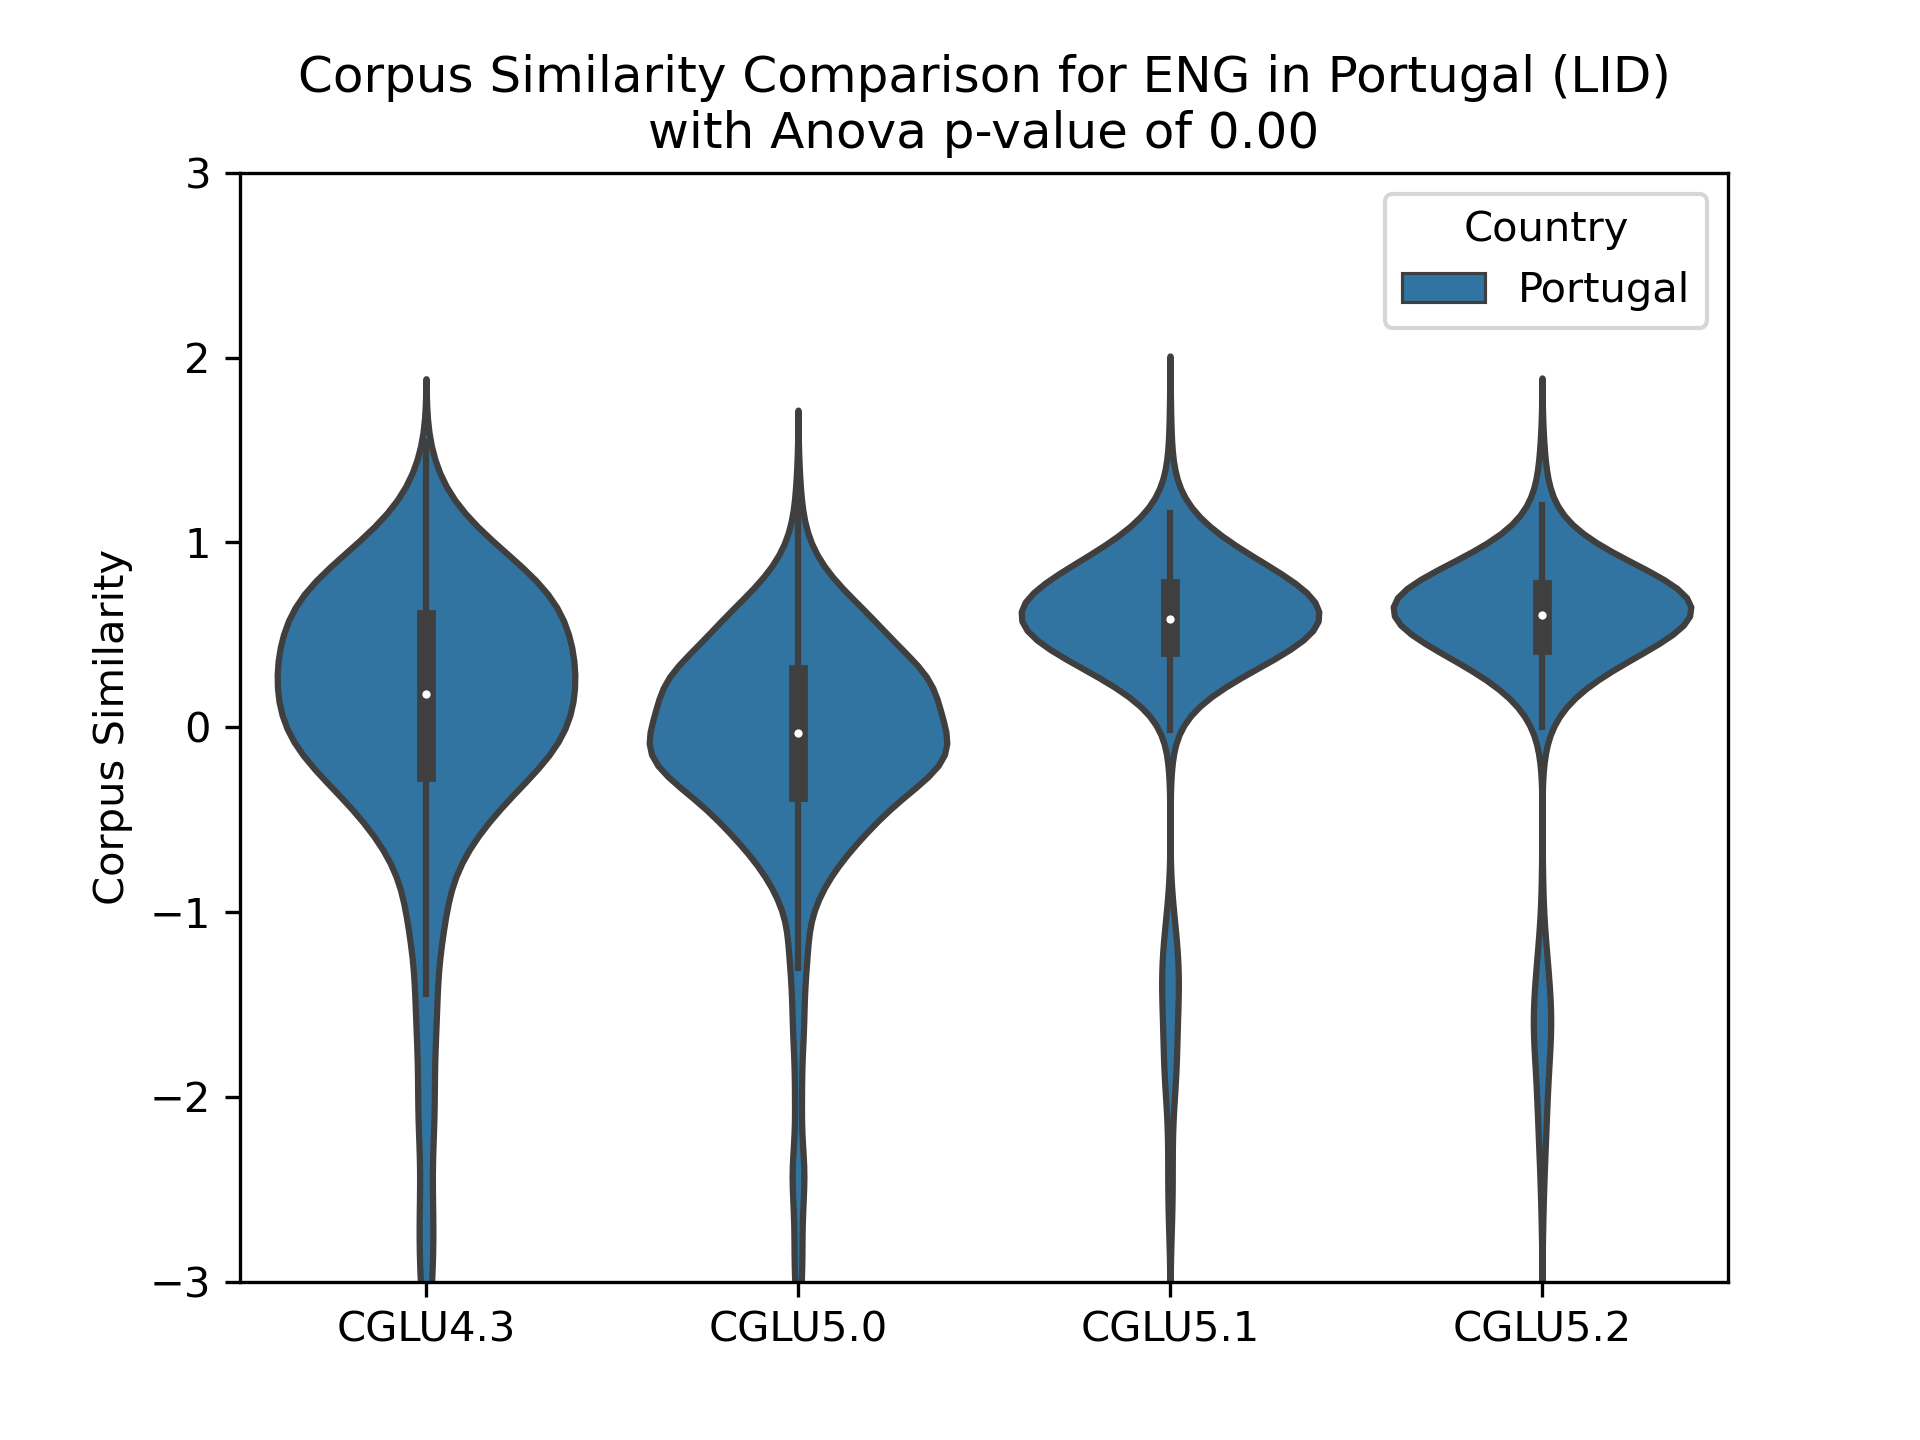 Corpus Similarity Comparison for ENG in Portugal (LID)
with Anova p-value of 0.00
Country
Portugal
Corpus Similarity
3
2
1
0
−1
−2
−3
CGLU4.3
CGLU5.0
CGLU5.1
CGLU5.2